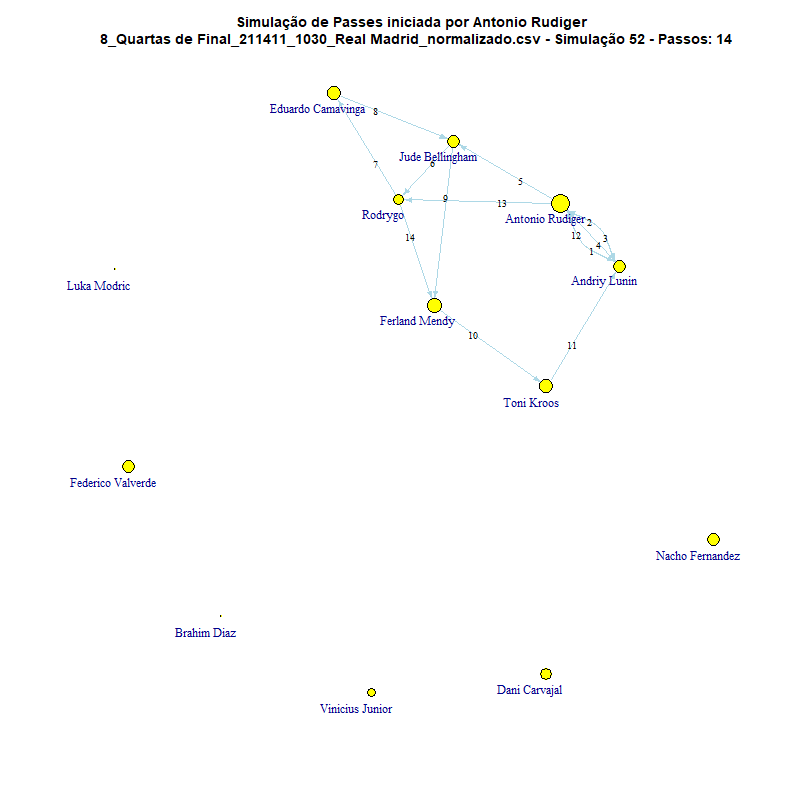 Simulação de Passes iniciada por Antonio Rudiger
8_Quartas de Final_211411_1030_Real Madrid_normalizado.csv - Simulação 52 - Passos: 14
Eduardo Camavinga
8
Jude Bellingham
7
6
5
9
13
Rodrygo
Antonio Rudiger
2
14
12
3
4
1
Andriy Lunin
Luka Modric
Ferland Mendy
10
11
Toni Kroos
Federico Valverde
Nacho Fernandez
Brahim Diaz
Dani Carvajal
Vinicius Junior